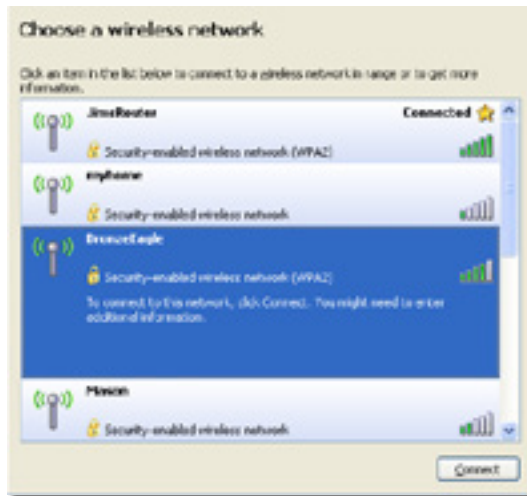 Choose a wireless network
Click an item in the list below to connect to a wireless network in range or to get more
information.
JimsRouter
Connected
Security-enabled wireless network (WPA2)
myhome
Security-enabled wireless network
BronzeEagle
Security-enabled wireless network (WPA2)
To connect to this network, click Connect. You might need to enter
additional information.
Mason
Security-enabled wireless network
Connect